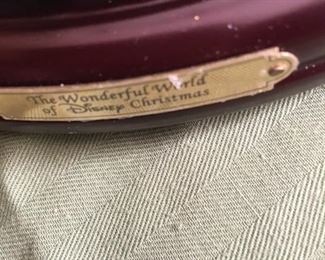 The Wonderful World
of Disney Christmas